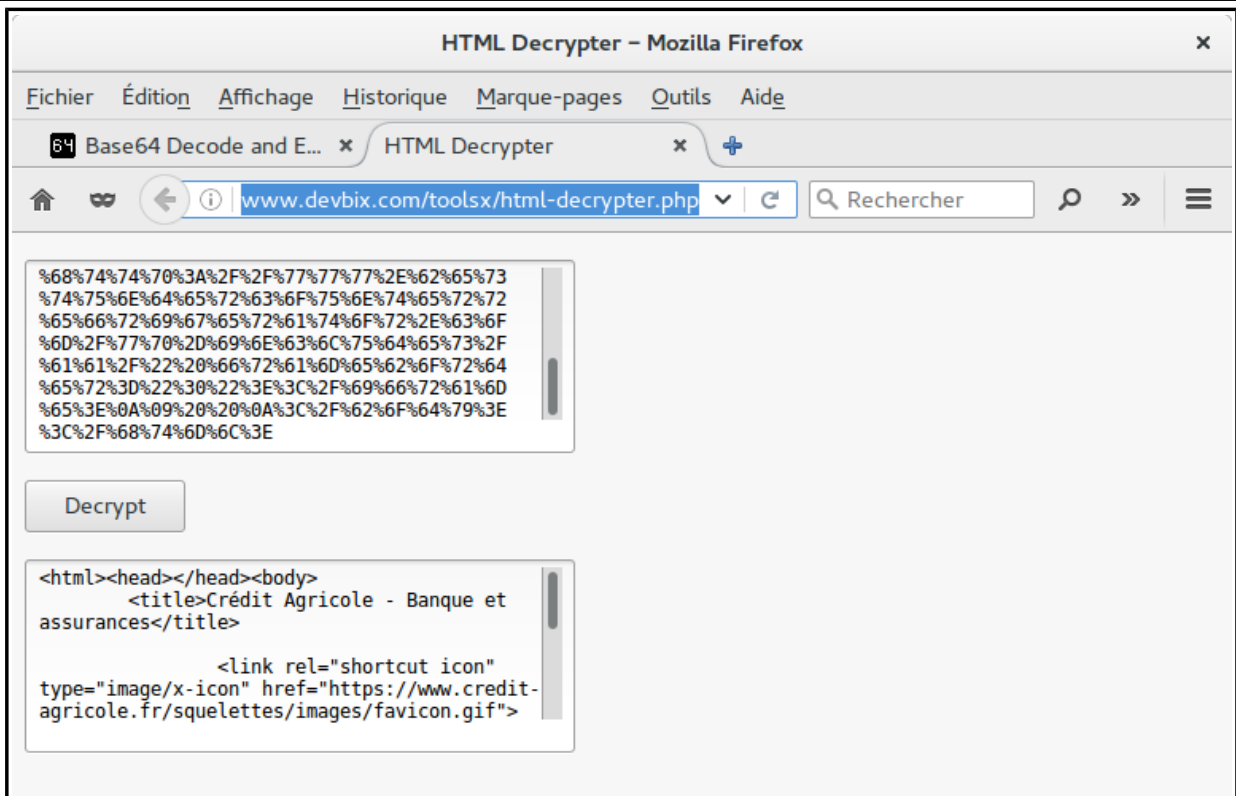 HTML Decrypter – Mozilla Firefox
Fichier Édition Affichage Historique Marque-pages Outils Aide
64 Base64 Decode and E... HTML Decrypter
www.devbix.com/toolsx/html-decrypter.php Rechercher
%68%74%74%70%3A%2F%2F%77%77%77%2E%62%65%73
%74%75%6E%64%65%72%63%6F%75%6E%74%65%72%72
%65%66%72%69%67%65%72%61%74%6F%72%2E%63%6F
%6D%2F%77%70%2D%69%6E%63%6C%75%64%65%73%2F
%61%61%2F%22%20%66%72%61%6D%65%62%6F%72%64
%65%72%3D%22%30%22%3E%3C%2F%69%66%72%61%6D
%65%3E%0A%09%20%20%0A%3C%2F%62%6F%64%79%3E
%3C%2F%68%74%6D%6C%3E
Decrypt
<html><head></head><body>
<title>Crédit Agricole - Banque et
assurances</title>
<link rel="shortcut icon"
type="image/x-icon" href="https://www.credit-
agricole.fr/squelettes/images/favicon.gif">